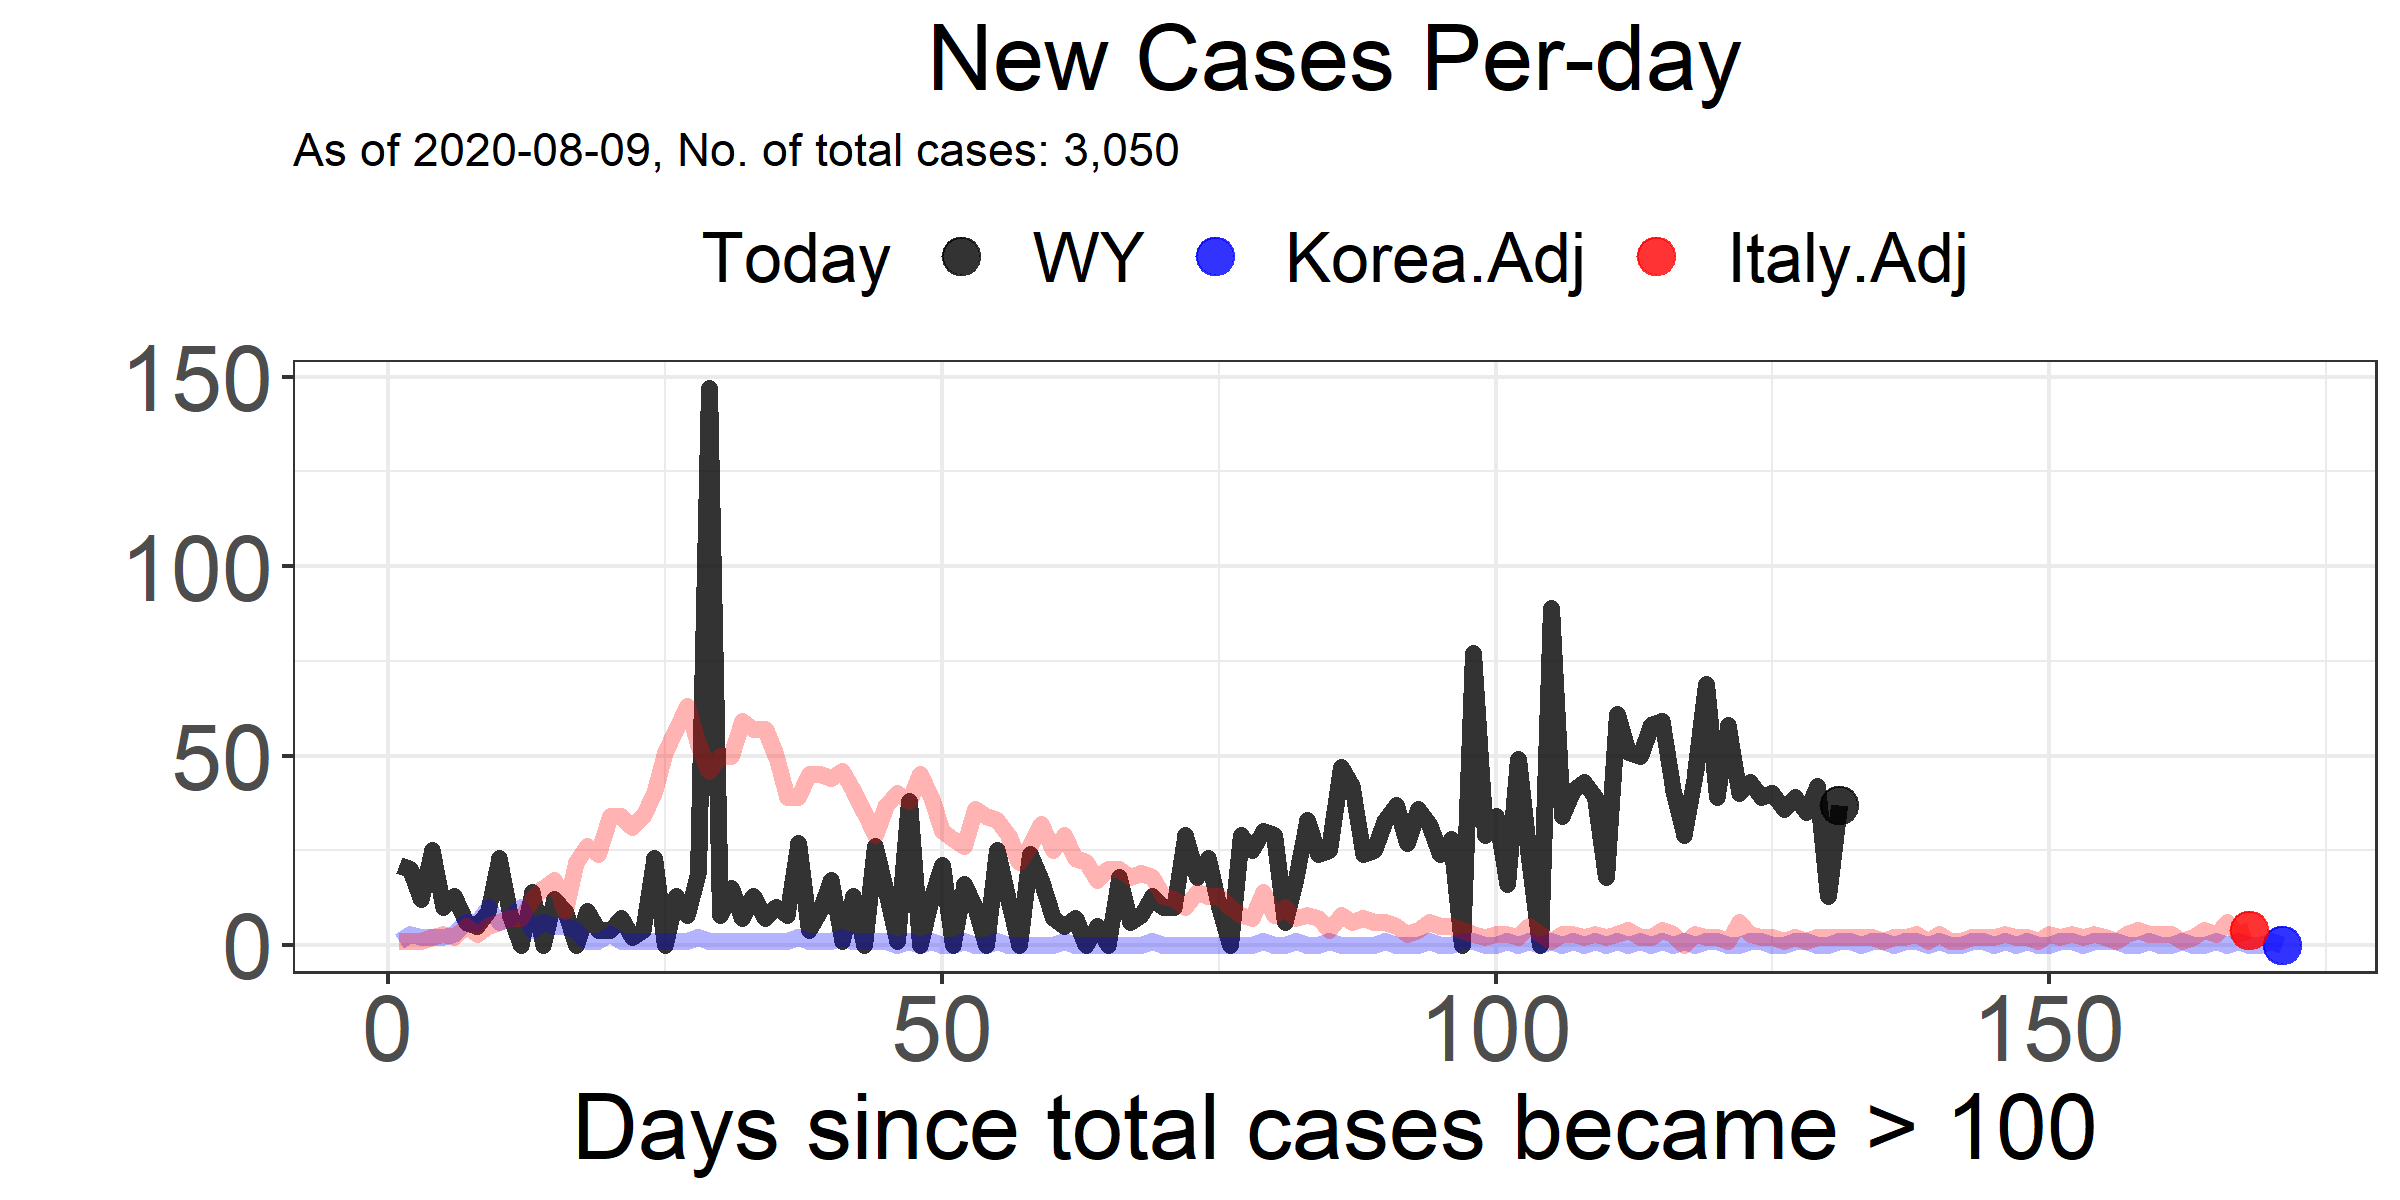 New Cases Per-day
As of 2020-08-09, No. of total cases: 3,050
Today WY Korea.Adj Italy.Adj
150
100
50
0
0 50 100 150
Days since total cases became > 100